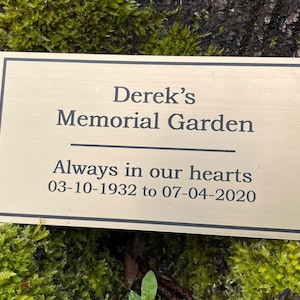 Derek's
Memorial Garden
Always in our hearts
03-10-1932 to 07-04-2020